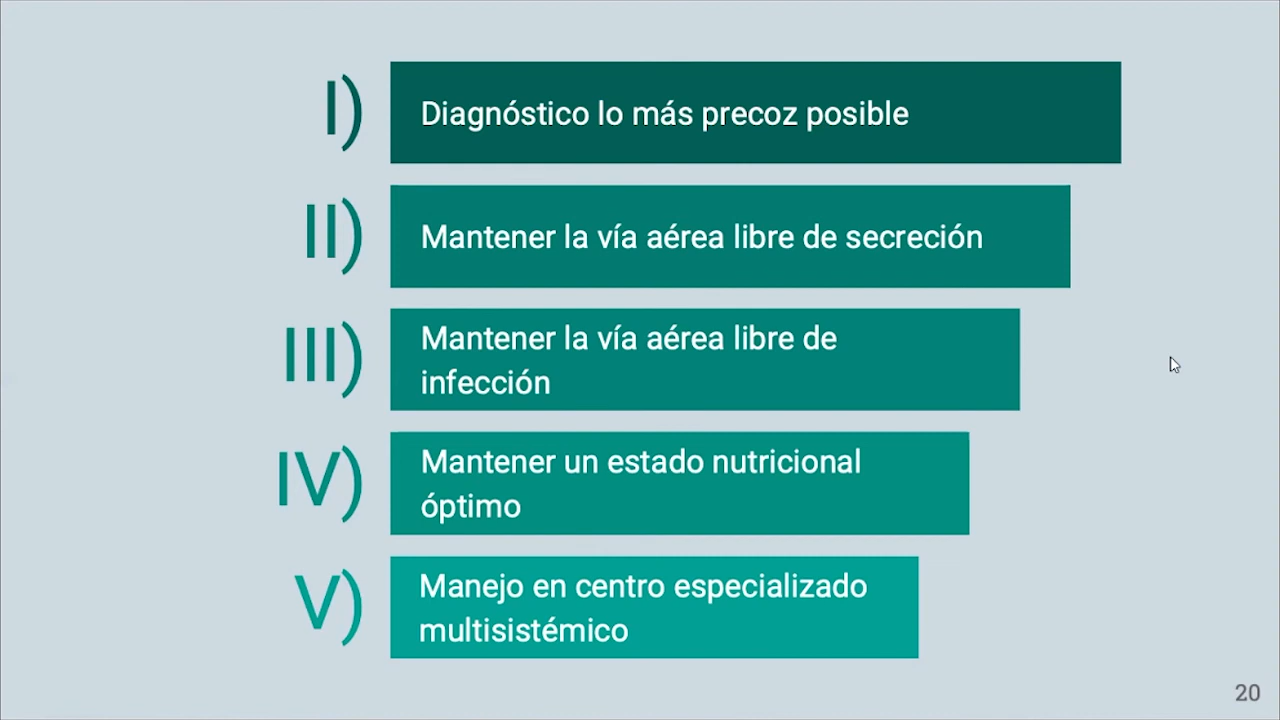 I) Diagnóstico lo más precoz posible
II) Mantener la vía aérea libre de secreción
III) Mantener la vía aérea libre de
infección
IV) Mantener un estado nutricional
óptimo
V) Manejo en centro especializado
multisistémico
20